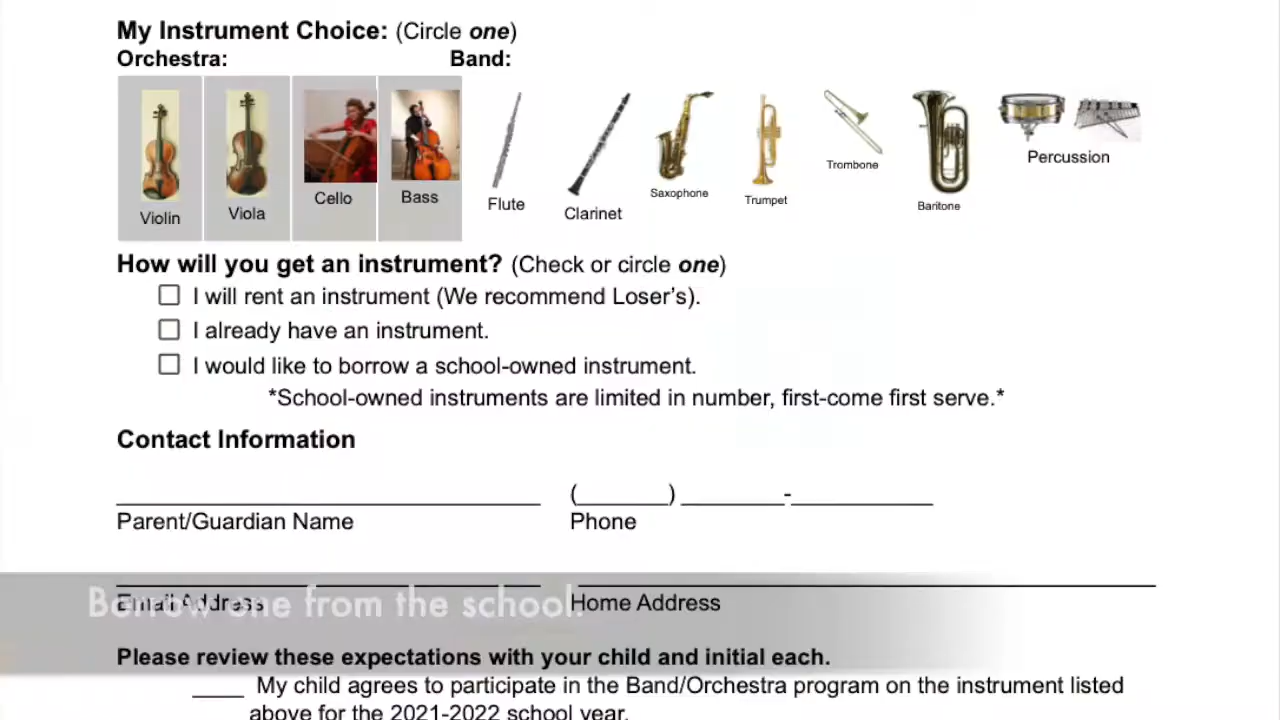 My Instrument Choice: (Circle one)
Orchestra: Band:
Violin Viola Cello Bass Flute Clarinet Saxophone Trumpet Trombone Baritone Percussion
How will you get an instrument? (Check or circle one)
I will rent an instrument (We recommend Loser's).
I already have an instrument.
I would like to borrow a school-owned instrument.
*School-owned instruments are limited in number, first-come first serve.*
Contact Information
(_______) ________-___________
Parent/Guardian Name Phone
Email Address Home Address
Borrow one from the school.
Please review these expectations with your child and initial each.
____ My child agrees to participate in the Band/Orchestra program on the instrument listed
above for the 2021-2022 school year.